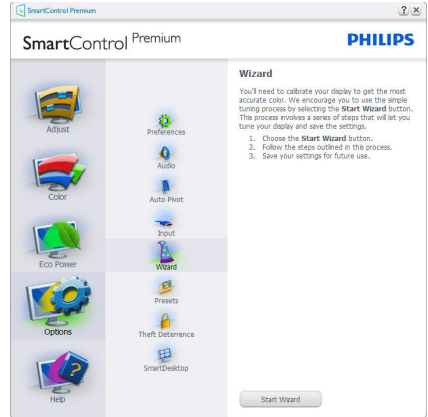 SmartControl Premium
SmartControl Premium
PHILIPS
Adjust
Color
Eco Power
Options
Help
Preferences
Audio
Auto Pivot
Input
Wizard
Presets
Theft Deterrence
SmartDesktop
Wizard
You'll need to calibrate your display to get the most
accurate color. We encourage you to use the simple
tuning process by selecting the Start Wizard button.
This process involves a series of steps that will let you
tune your display and save the settings.
1. Choose the Start Wizard button.
2. Follow the steps outlined in this process.
3. Save your settings for future use.
Start Wizard